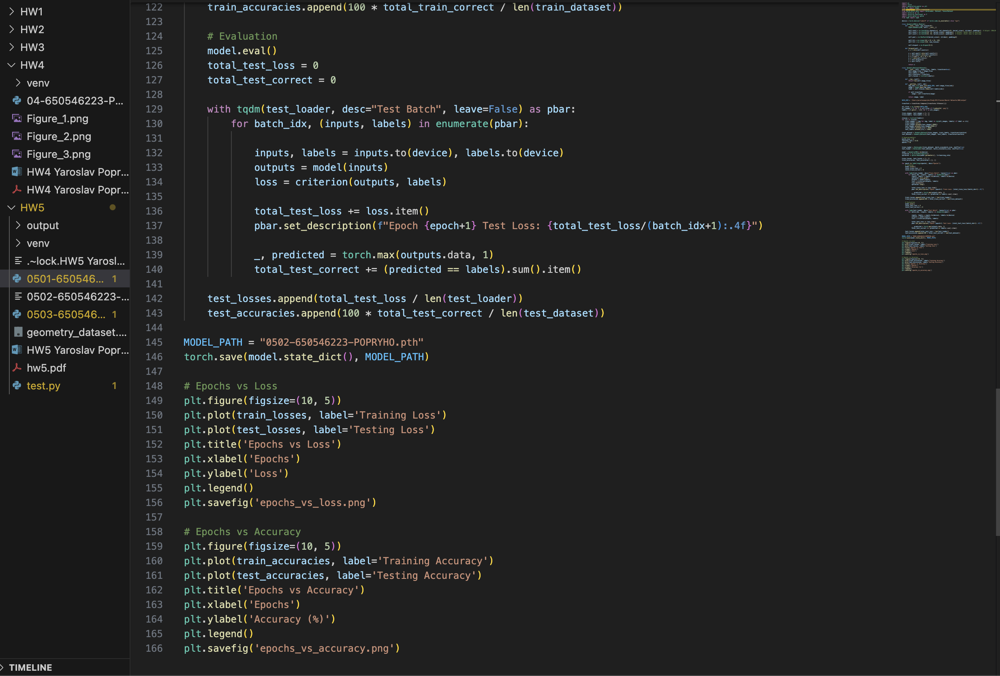 HW1
HW2
HW3
HW4
venv
04-650546223-P...
Figure_1.png
Figure_2.png
Figure_3.png
HW4 Yaroslav Popr...
HW4 Yaroslav Popr...
HW5
output
venv
.~lock.HW5 Yarosl...
0501-650546... 1
0502-650546223-...
0503-650546... 1
geometry_dataset....
HW5 Yaroslav Popr...
hw5.pdf
test.py 1
TIMELINE
122 train_accuracies.append(100 * total_train_correct / len(train_dataset))
123
124 # Evaluation
125 model.eval()
126 total_test_loss = 0
127 total_test_correct = 0
128
129 with tqdm(test_loader, desc="Test Batch", leave=False) as pbar:
130 for batch_idx, (inputs, labels) in enumerate(pbar):
131
132 inputs, labels = inputs.to(device), labels.to(device)
133 outputs = model(inputs)
134 loss = criterion(outputs, labels)
135
136 total_test_loss += loss.item()
137 pbar.set_description(f"Epoch {epoch+1} Test Loss: {total_test_loss/(batch_idx+1):.4f}")
138
139 _, predicted = torch.max(outputs.data, 1)
140 total_test_correct += (predicted == labels).sum().item()
141
142 test_losses.append(total_test_loss / len(test_loader))
143 test_accuracies.append(100 * total_test_correct / len(test_dataset))
144
145 MODEL_PATH = "0502-650546223-POPRYHO.pth"
146 torch.save(model.state_dict(), MODEL_PATH)
147
148 # Epochs vs Loss
149 plt.figure(figsize=(10, 5))
150 plt.plot(train_losses, label='Training Loss')
151 plt.plot(test_losses, label='Testing Loss')
152 plt.title('Epochs vs Loss')
153 plt.xlabel('Epochs')
154 plt.ylabel('Loss')
155 plt.legend()
156 plt.savefig('epochs_vs_loss.png')
157
158 # Epochs vs Accuracy
159 plt.figure(figsize=(10, 5))
160 plt.plot(train_accuracies, label='Training Accuracy')
161 plt.plot(test_accuracies, label='Testing Accuracy')
162 plt.title('Epochs vs Accuracy')
163 plt.xlabel('Epochs')
164 plt.ylabel('Accuracy (%)')
165 plt.legend()
166 plt.savefig('epochs_vs_accuracy.png')